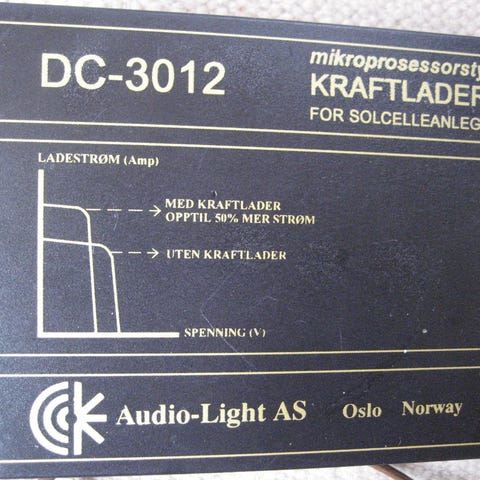 DC-3012
mikroprosessorsty
KRAFTLADER
FOR SOLCELLEANLEG
LADESTRØM (Amp)
MED KRAFTLADER
OPPTIL 50% MER STRØM
UTEN KRAFTLADER
SPENNING (V)
Audio-Light AS Oslo Norway